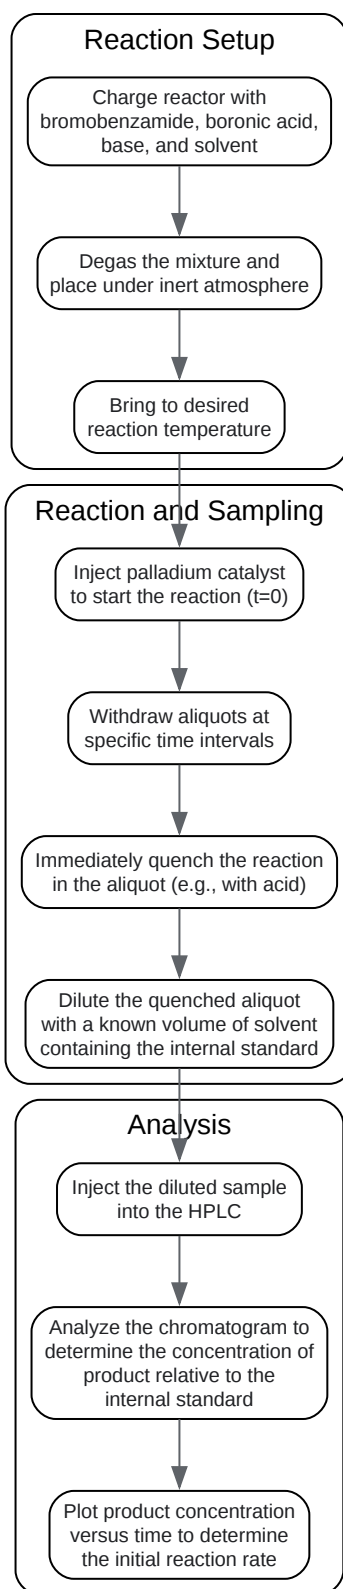 Reaction Setup
Charge reactor with
bromobenzamide, boronic acid,
base, and solvent
Degas the mixture and
place under inert atmosphere
Bring to desired
reaction temperature
Reaction and Sampling
Inject palladium catalyst
to start the reaction (t=0)
Withdraw aliquots at
specific time intervals
Immediately quench the reaction
in the aliquot (e.g., with acid)
Dilute the quenched aliquot
with a known volume of solvent
containing the internal standard
Analysis
Inject the diluted sample
into the HPLC
Analyze the chromatogram to
determine the concentration of
product relative to the
internal standard
Plot product concentration
versus time to determine
the initial reaction rate